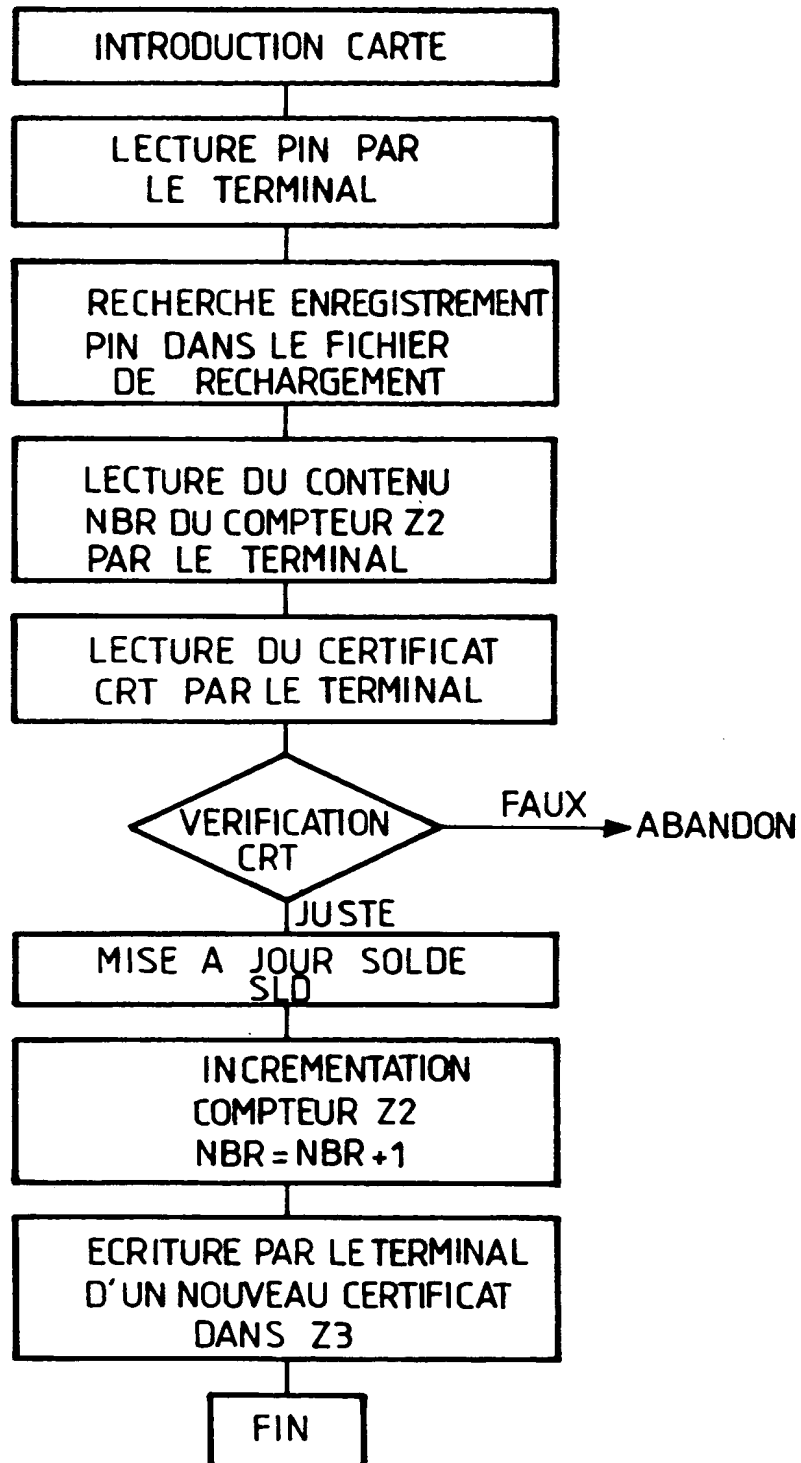 INTRODUCTION CARTE
LECTURE PIN PAR
LE TERMINAL
RECHERCHE ENREGISTREMENT
PIN DANS LE FICHIER
DE RECHARGEMENT
LECTURE DU CONTENU
NBR DU COMPTEUR Z2
PAR LE TERMINAL
LECTURE DU CERTIFICAT
CRT PAR LE TERMINAL
VERIFICATION
CRT
FAUX
ABANDON
JUSTE
MISE A JOUR SOLDE
SLD
INCREMENTATION
COMPTEUR Z2
NBR = NBR +1
ECRITURE PAR LE TERMINAL
D'UN NOUVEAU CERTIFICAT
DANS Z3
FIN